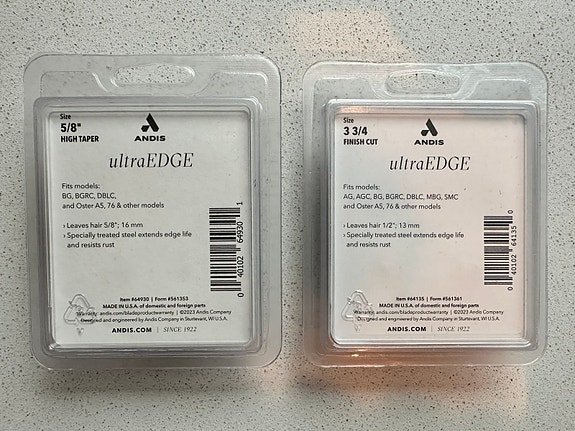 Size
5/8"
HIGH TAPER
ANDIS
ultraEDGE
Fits models:
BG, BGRC, DBLC,
and Oster A5, 76 & other models
› Leaves hair 5/8"; 16 mm
› Specially treated steel extends edge life
and resists rust
0 40102 64930 1
Item #64930 | Form #561353
MADE IN U.S.A. of domestic and foreign parts
Warranty: andis.com/bladeproductwarranty | ©2023 Andis Company
Designed and engineered by Andis Company in Sturtevant, WI U.S.A.
ANDIS.COM | SINCE 1922
Size
3 3/4
FINISH CUT
ANDIS
ultraEDGE
Fits models:
AG, AGC, BG, BGRC, DBLC, MBG, SMC
and Oster A5, 76 & other models
› Leaves hair 1/2"; 13 mm
› Specially treated steel extends edge life
and resists rust
0 40102 64135 0
Item #64135 | Form #561361
MADE IN U.S.A. of domestic and foreign parts
Warranty: andis.com/bladeproductwarranty | ©2023 Andis Company
Designed and engineered by Andis Company in Sturtevant, WI U.S.A.
ANDIS.COM | SINCE 1922